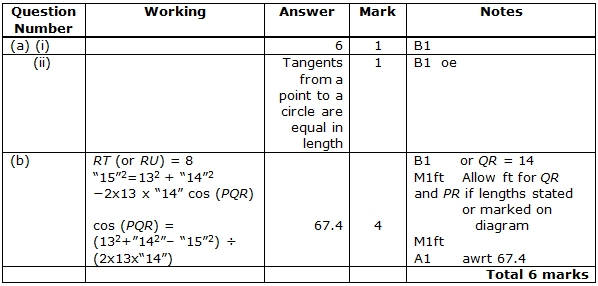 Question Number Working Answer Mark Notes
(a) (i) 6 1 B1
(ii) Tangents from a point to a circle are equal in length 1 B1 oe
(b) RT (or RU) = 8 B1 or QR = 14
“15”²=13² + “14”² M1ft Allow ft for QR
−2x13 x “14” cos (PQR) and PR if lengths stated
or marked on
cos (PQR) = 67.4 4 diagram
(13²+”14²”− “15”²) ÷ M1ft
(2x13x“14”) A1 awrt 67.4
Total 6 marks